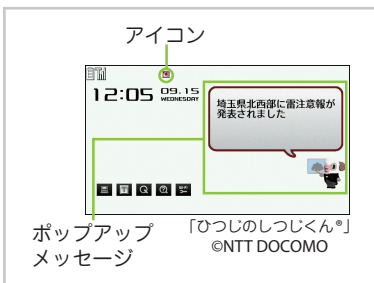 アイコン
12:05 09.15
WEDNESDAY
埼玉県北西部に雷注意報が
発表されました
ポップアップ
メッセージ
「ひつじのしつじくん®」
©NTT DOCOMO